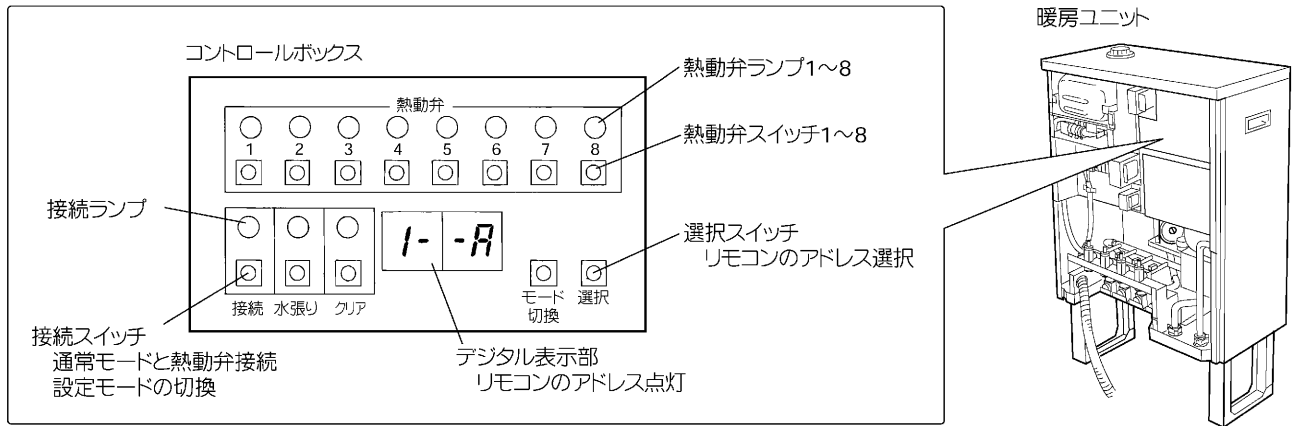 暖房ユニット
コントロールボックス
熱動弁ランプ1〜8
熱動弁
1 2 3 4 5 6 7 8
熱動弁スイッチ1〜8
接続ランプ
1- -A
選択スイッチ
リモコンのアドレス選択
接続 水張り クリア
モード
切換
選択
接続スイッチ
通常モードと熱動弁接続
設定モードの切換
デジタル表示部
リモコンのアドレス点灯